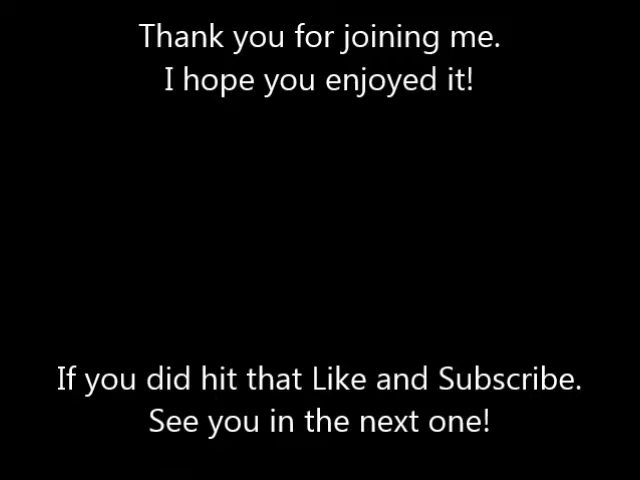 Thank you for joining me.
I hope you enjoyed it!
If you did hit that Like and Subscribe.
See you in the next one!